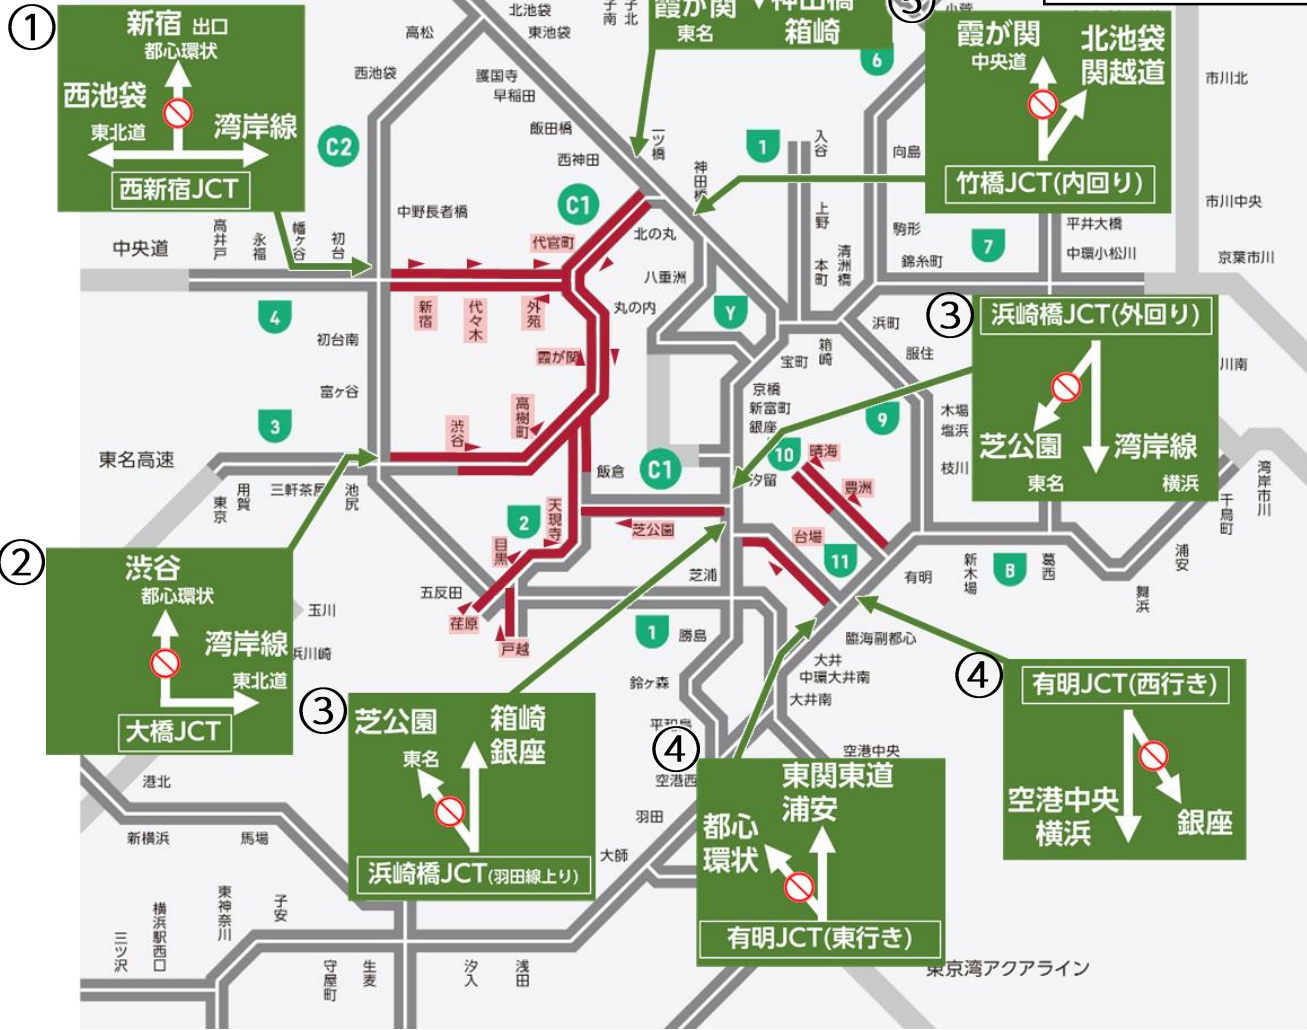 ①
新宿 出口
都心環状
西池袋
東北道
湾岸線
西新宿JCT
霞が関
東名
▼神田橋
箱崎
⑤
霞が関
中央道
北池袋
関越道
竹橋JCT(内回り)
③
浜崎橋JCT(外回り)
芝公園
東名
湾岸線
横浜
②
渋谷
都心環状
湾岸線
東北道
大橋JCT
③
芝公園
東名
箱崎
銀座
浜崎橋JCT(羽田線上り)
④
東関東道
浦安
都心
環状
有明JCT(東行き)
④
有明JCT(西行き)
空港中央
横浜
銀座
北池袋
東池袋
高松
西池袋
護国寺
早稲田
飯田橋
西神田
一ツ橋
神田橋
C2
C1
1
入谷
上野
本町
清洲橋
6
向島
駒形
錦糸町
7
平井大橋
中環小松川
市川北
市川中央
京葉市川
中野長者橋
中央道
高井戸
永福
幡ヶ谷
初台
4
代官町
新宿
代々木
外苑
北の丸
八重洲
丸の内
霞が関
Y
初台南
富ヶ谷
3
東名高速
東京
用賀
三軒茶屋
池尻
渋谷
高樹町
飯倉
C1
2
天現寺
目黒
芝公園
五反田
荏原
戸越
箱崎
浜町
服住
宝町
京橋
新富町
銀座
汐留
9
木場
塩浜
枝川
10
晴海
豊洲
台場
11
芝浦
有明
新木場
B
葛西
舞浜
浦安
千鳥町
湾岸市川
川南
臨海副都心
大井
中環大井南
大井南
1
勝島
鈴ヶ森
平和島
空港西
空港中央
羽田
大師
玉川
浜川崎
港北
新横浜
馬場
東神奈川
子安
横浜駅西口
三ツ沢
守屋町
生麦
汐入
浅田
東京湾アクアライン